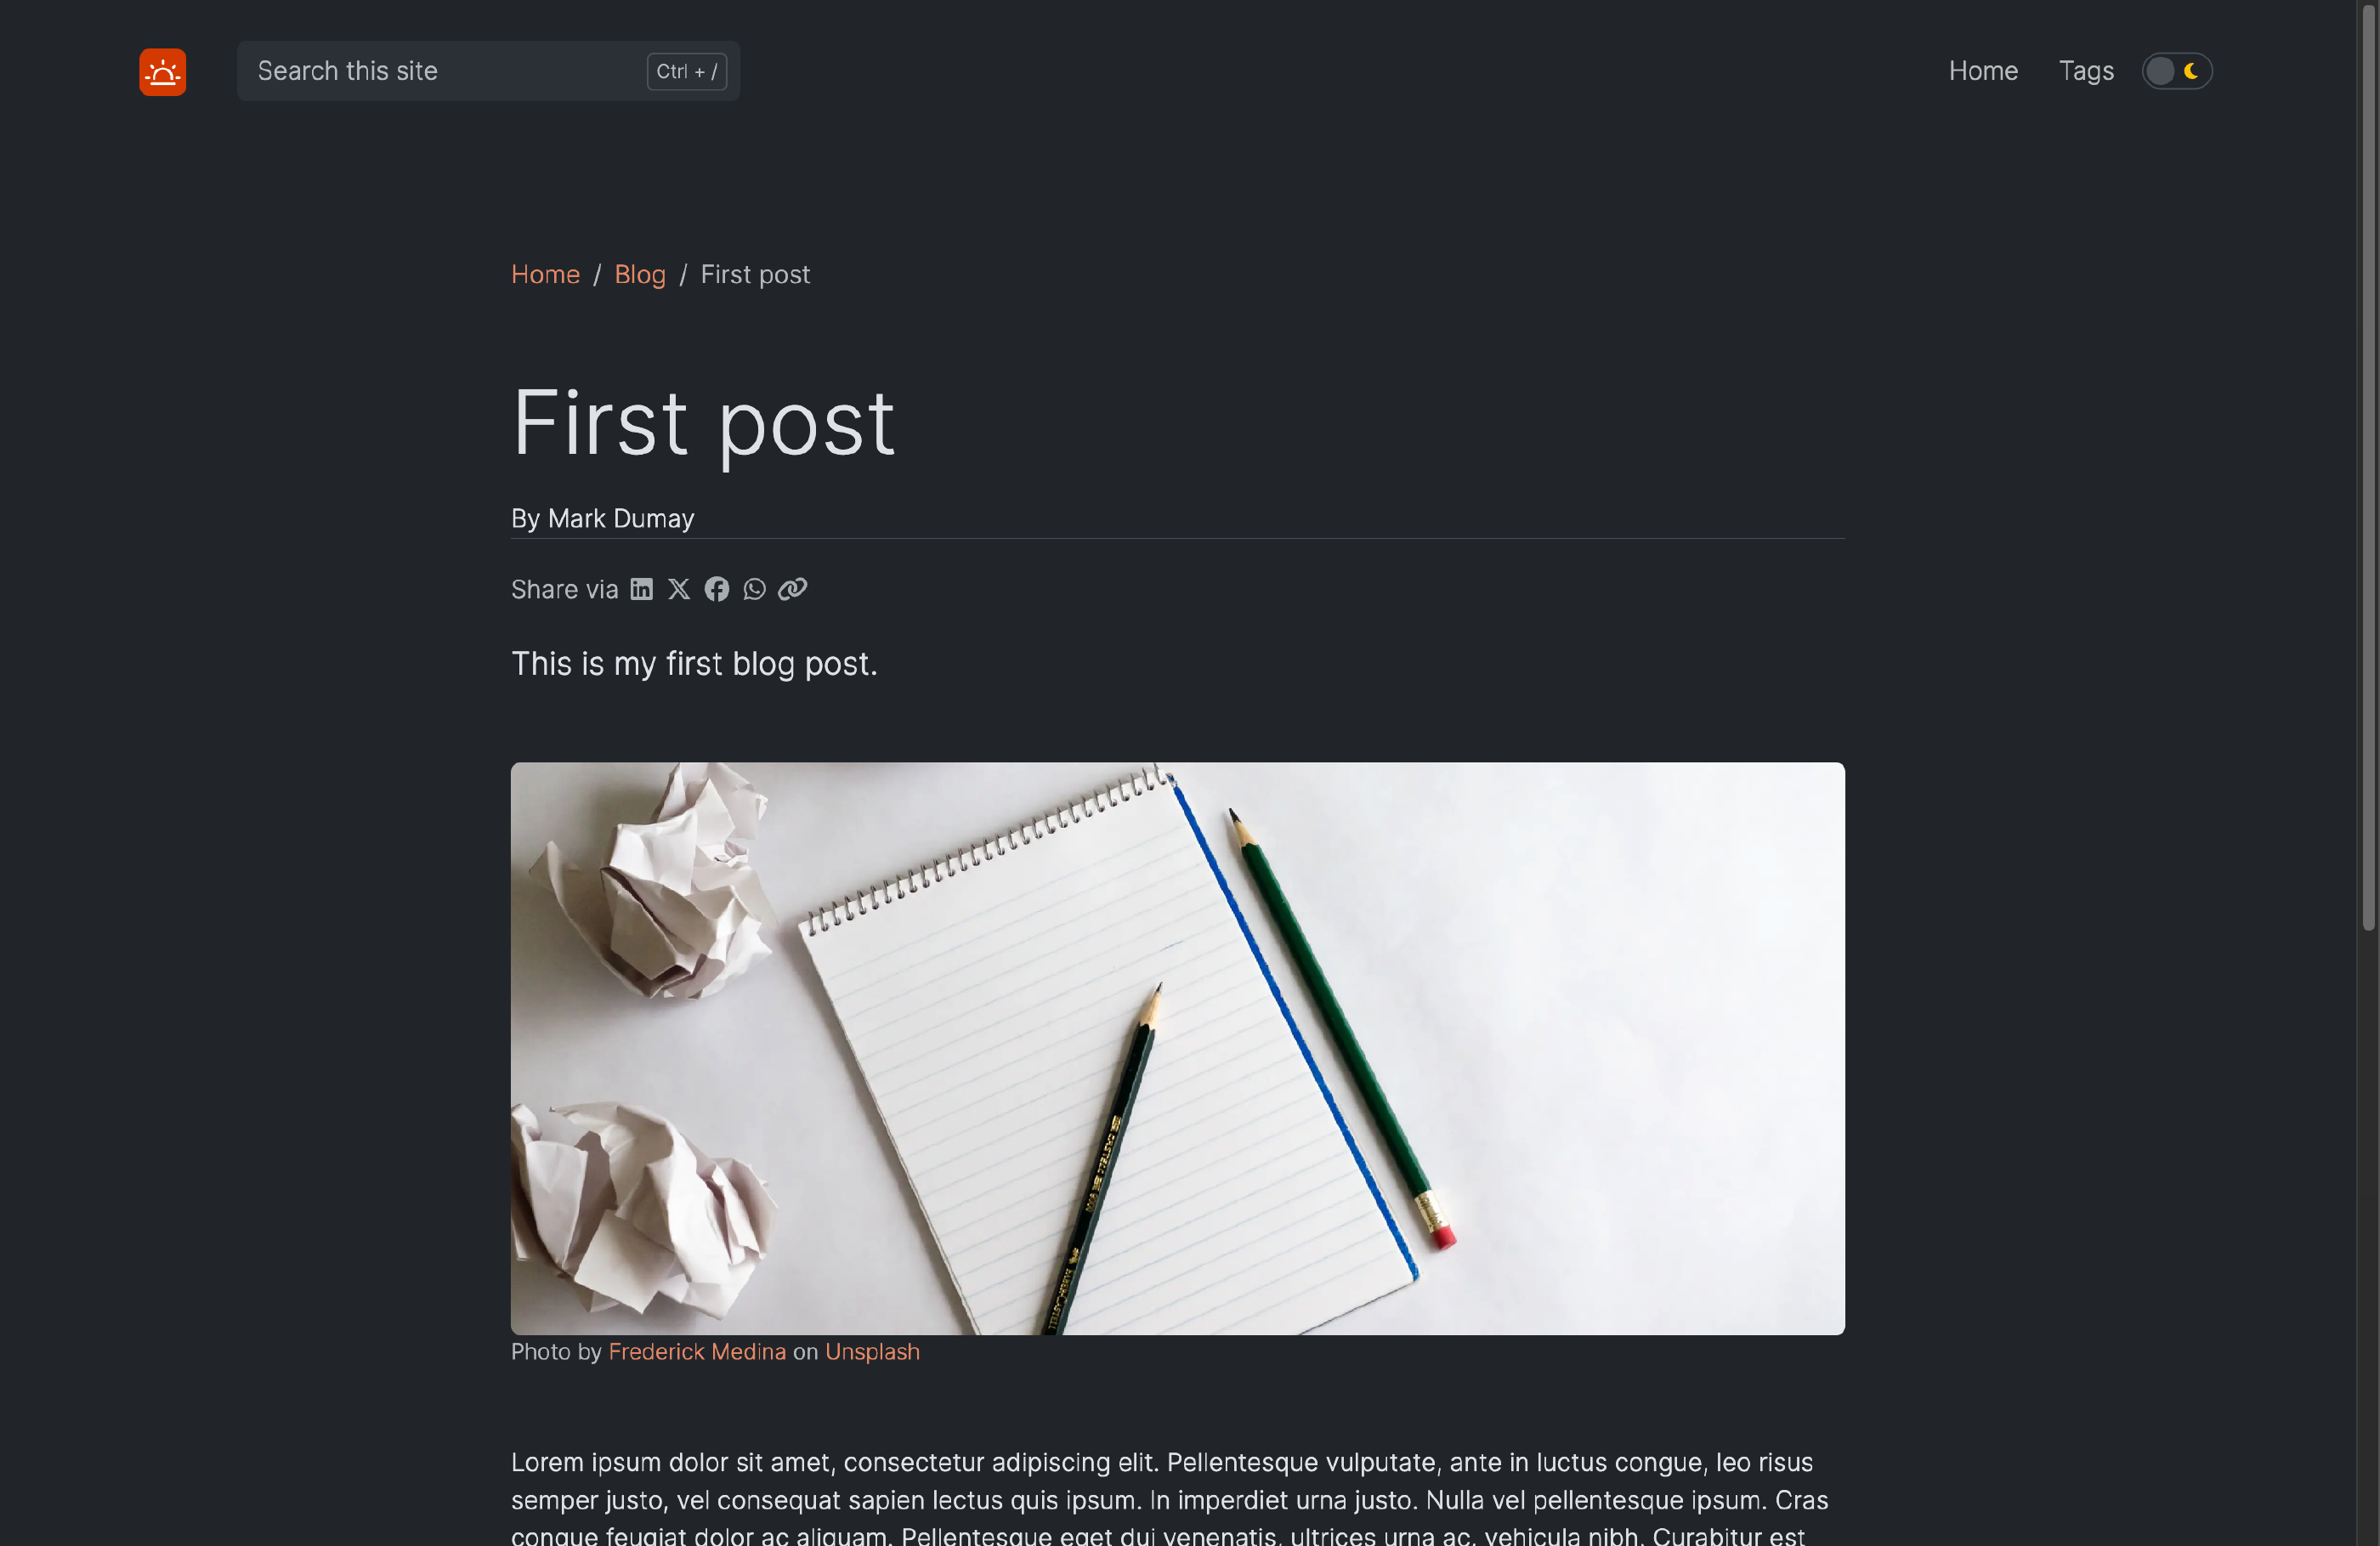 Search this site
Ctrl + /
Home
Tags
Home / Blog / First post
First post
By Mark Dumay
Share via
This is my first blog post.
Photo by Frederick Medina on Unsplash
Lorem ipsum dolor sit amet, consectetur adipiscing elit. Pellentesque vulputate, ante in luctus congue, leo risus
semper justo, vel consequat sapien lectus quis ipsum. In imperdiet urna justo. Nulla vel pellentesque ipsum. Cras
congue feugiat dolor ac aliquam. Pellentesque eget dui venenatis, ultrices urna ac, vehicula nibh. Curabitur est